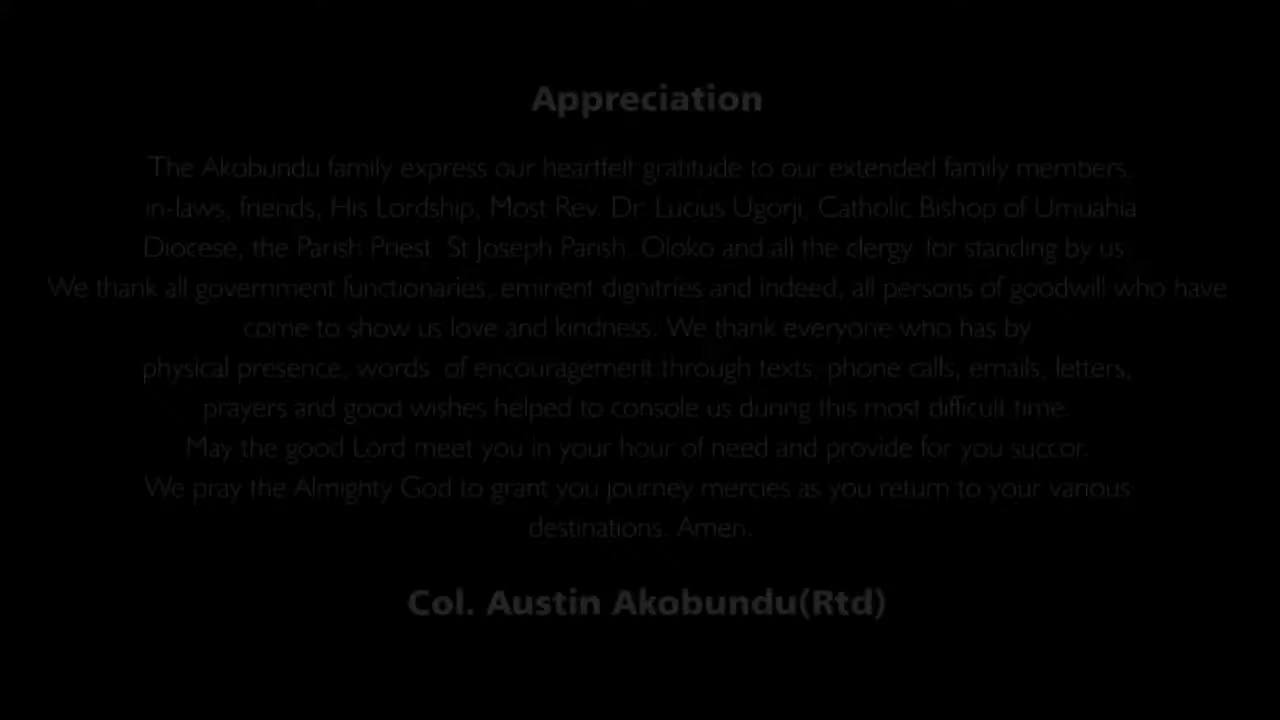 Appreciation
The Akobundu family express our heartfelt gratitude to our extended family members,
in-laws, friends, His Lordship, Most Rev. Dr. Lucius Ugorji, Catholic Bishop of Umuahia
Diocese, the Parish Priest St Joseph Parish, Oloko and all the clergy for standing by us.
We thank all government functionaries, eminent dignitries and indeed, all persons of goodwill who have
come to show us love and kindness. We thank everyone who has by
physical presence, words of encouragement through texts, phone calls, emails, letters,
prayers and good wishes helped to console us during this most difficult time.
May the good Lord meet you in your hour of need and provide for you succor.
We pray the Almighty God to grant you journey mercies as you return to your various
destinations. Amen.
Col. Austin Akobundu(Rtd)